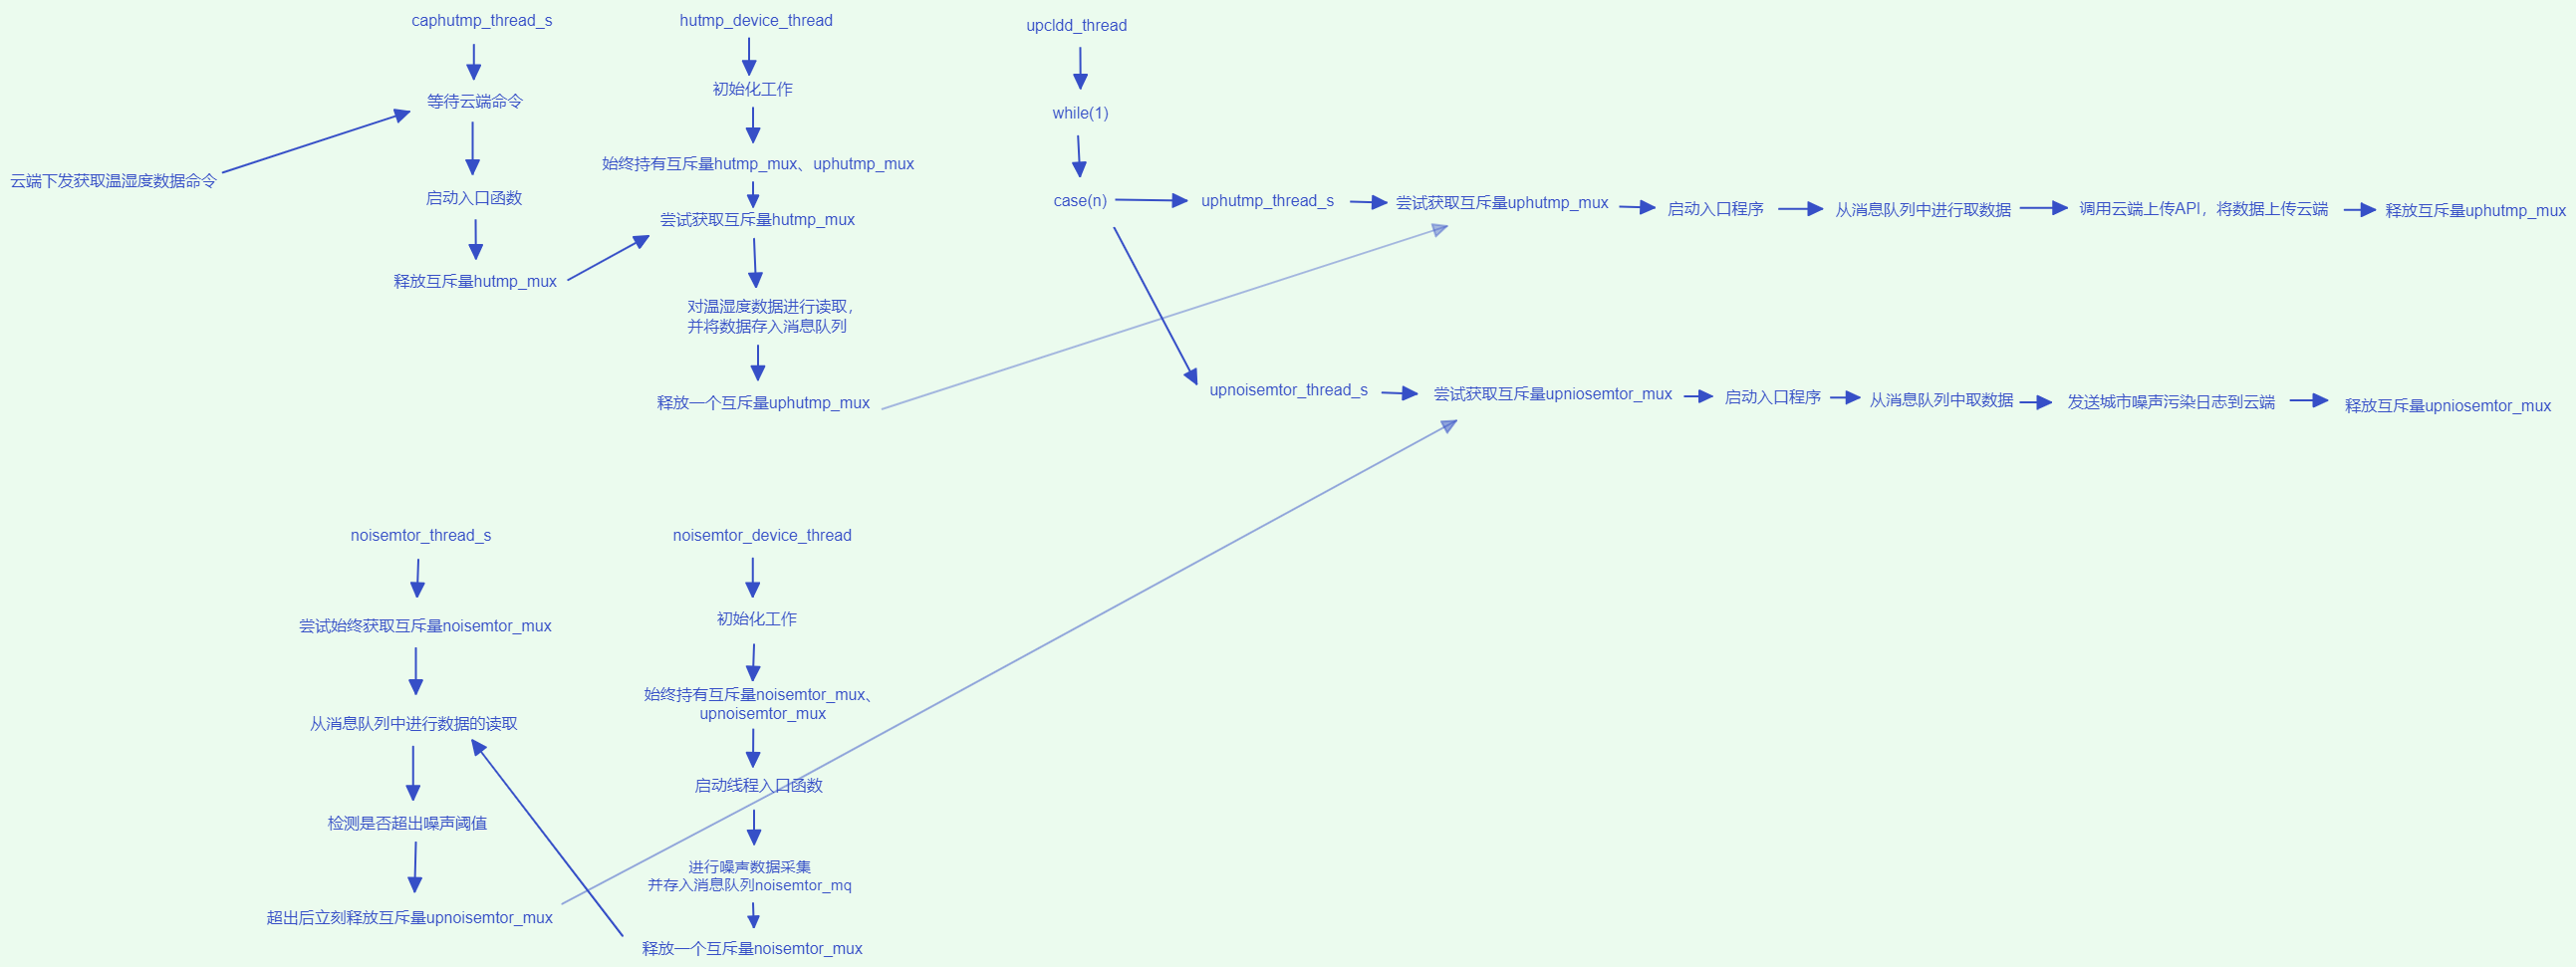 caphutmp_thread_s
等待云端命令
云端下发获取温湿度数据命令
启动入口函数
释放互斥量hutmp_mux
hutmp_device_thread
初始化工作
始终持有互斥量hutmp_mux、uphutmp_mux
尝试获取互斥量hutmp_mux
对温湿度数据进行读取,
并将数据存入消息队列
释放一个互斥量uphutmp_mux
upcldd_thread
while(1)
case(n)
uphutmp_thread_s
尝试获取互斥量uphutmp_mux
启动入口程序
从消息队列中进行取数据
调用云端上传API，将数据上传云端
释放互斥量uphutmp_mux
upnoisemtor_thread_s
尝试获取互斥量upniosemtor_mux
启动入口程序
从消息队列中取数据
发送城市噪声污染日志到云端
释放互斥量upniosemtor_mux
noisemtor_thread_s
尝试始终获取互斥量noisemtor_mux
从消息队列中进行数据的读取
检测是否超出噪声阈值
超出后立刻释放互斥量upnoisemtor_mux
noisemtor_device_thread
初始化工作
始终持有互斥量noisemtor_mux、
upnoisemtor_mux
启动线程入口函数
进行噪声数据采集
并存入消息队列noisemtor_mq
释放一个互斥量noisemtor_mux